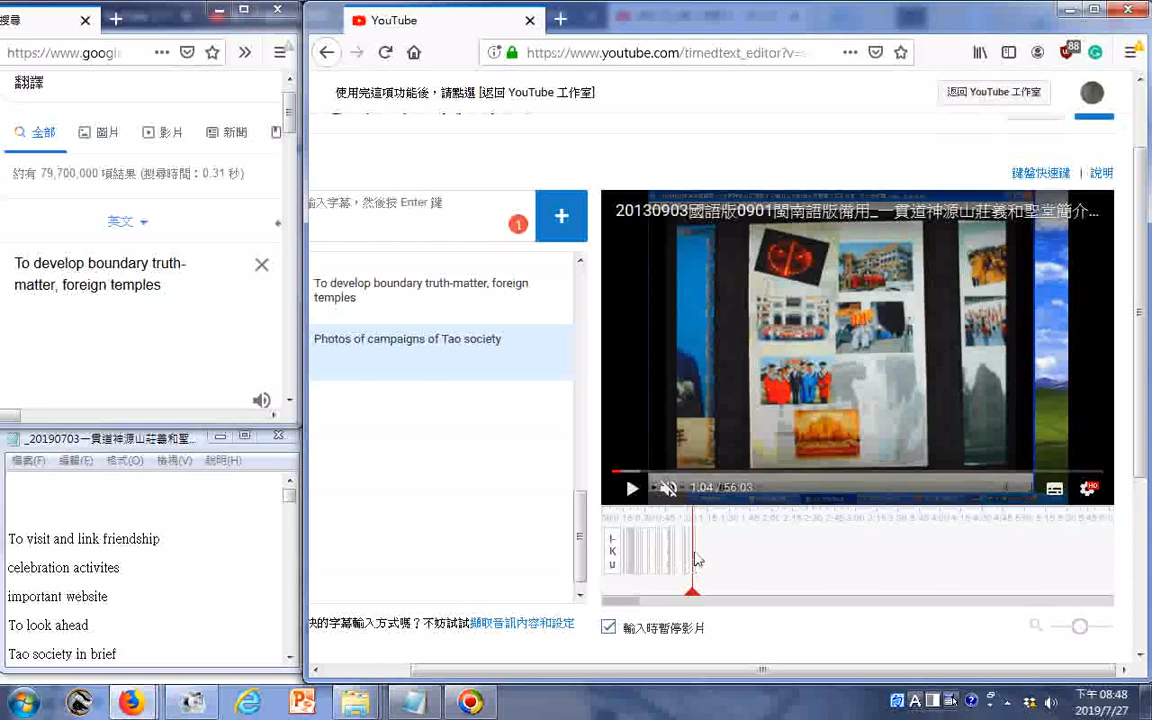 搜尋
https://www.googl
翻譯
全部
圖片
影片
新聞
約有 79,700,000 項結果 (搜尋時間：0.31 秒)
英文
To develop boundary truth-
matter, foreign temples
_20190703一貫道神源山莊義和聖...
檔案(F) 編輯(E) 格式(O) 檢視(V) 說明(H)
To visit and link friendship
celebration activites
important website
To look ahead
Tao society in brief
YouTube
https://www.youtube.com/timedtext_editor?v=
88
使用完這項功能後，請點選 [返回 YouTube 工作室]
返回 YouTube 工作室
鍵盤快速鍵 | 說明
輸入字幕，然後按 Enter 鍵
1
To develop boundary truth-matter, foreign
temples
Photos of campaigns of Tao society
20130903國語版0901閩南語版備用_一貫道神源山莊義和聖堂簡介...
1:04 / 56:03
HD
K
u
快的字幕輸入方式嗎？不妨試試擷取音訊內容和設定
輸入時暫停影片
下午 08:48
2019/7/27